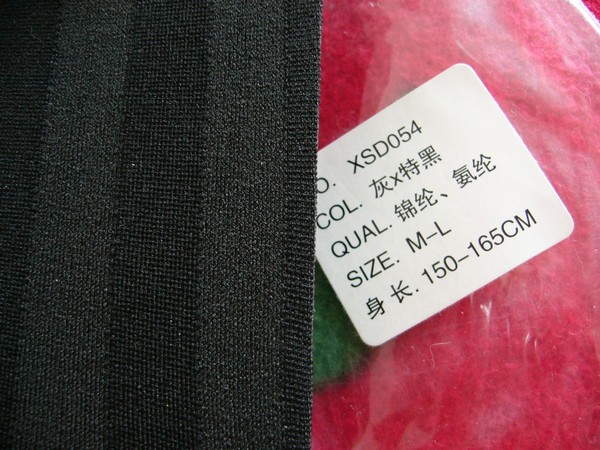 O. XSD054
COL. 灰x特黑
QUAL. 锦纶、氨纶
SIZE. M-L
身长. 150-165CM